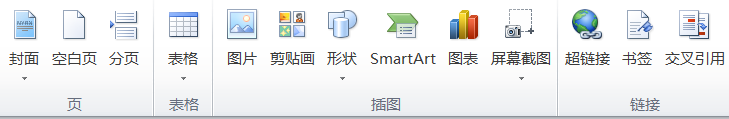 封面 空白页 分页 表格 图片 剪贴画 形状 SmartArt 图表 屏幕截图 超链接 书签 交叉引用
页 表格 插图 链接